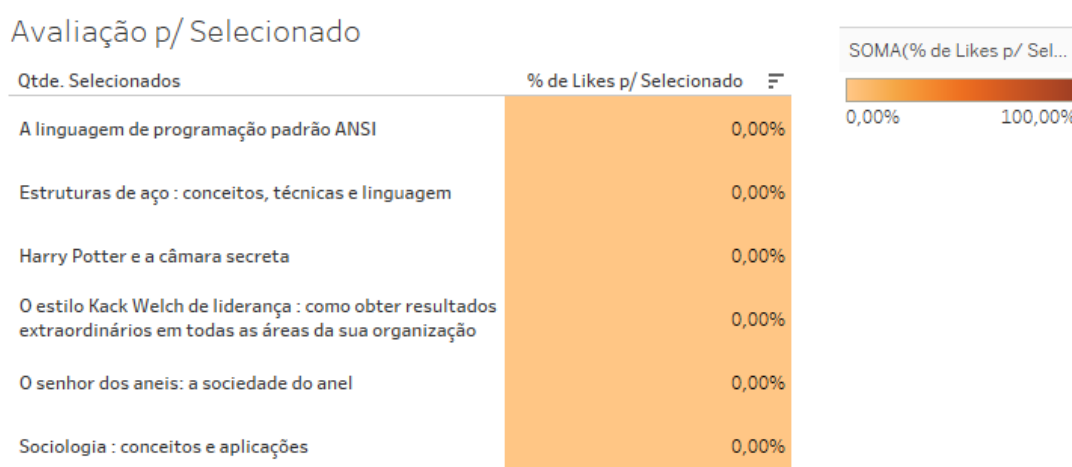 Avaliação p/ Selecionado
Qtde. Selecionados % de Likes p/ Selecionado
A linguagem de programação padrão ANSI 0,00%
Estruturas de aço : conceitos, técnicas e linguagem 0,00%
Harry Potter e a câmara secreta 0,00%
O estilo Kack Welch de liderança : como obter resultados
extraordinários em todas as áreas da sua organização 0,00%
O senhor dos aneis: a sociedade do anel 0,00%
Sociologia : conceitos e aplicações 0,00%
SOMA(% de Likes p/ Sel...
0,00% 100,00%